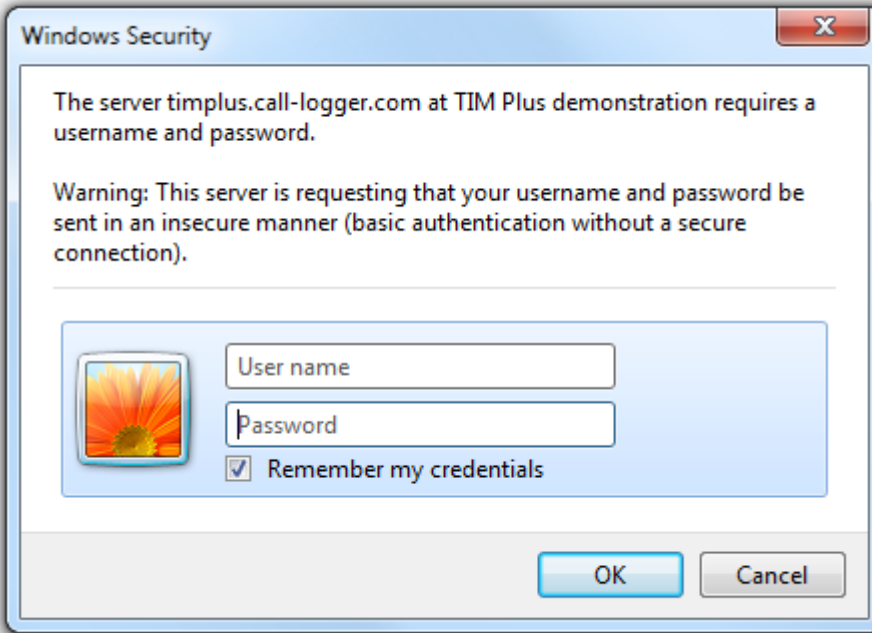 Windows Security
The server timplus.call-logger.com at TIM Plus demonstration requires a
username and password.
Warning: This server is requesting that your username and password be
sent in an insecure manner (basic authentication without a secure
connection).
User name
Password
Remember my credentials
OK Cancel